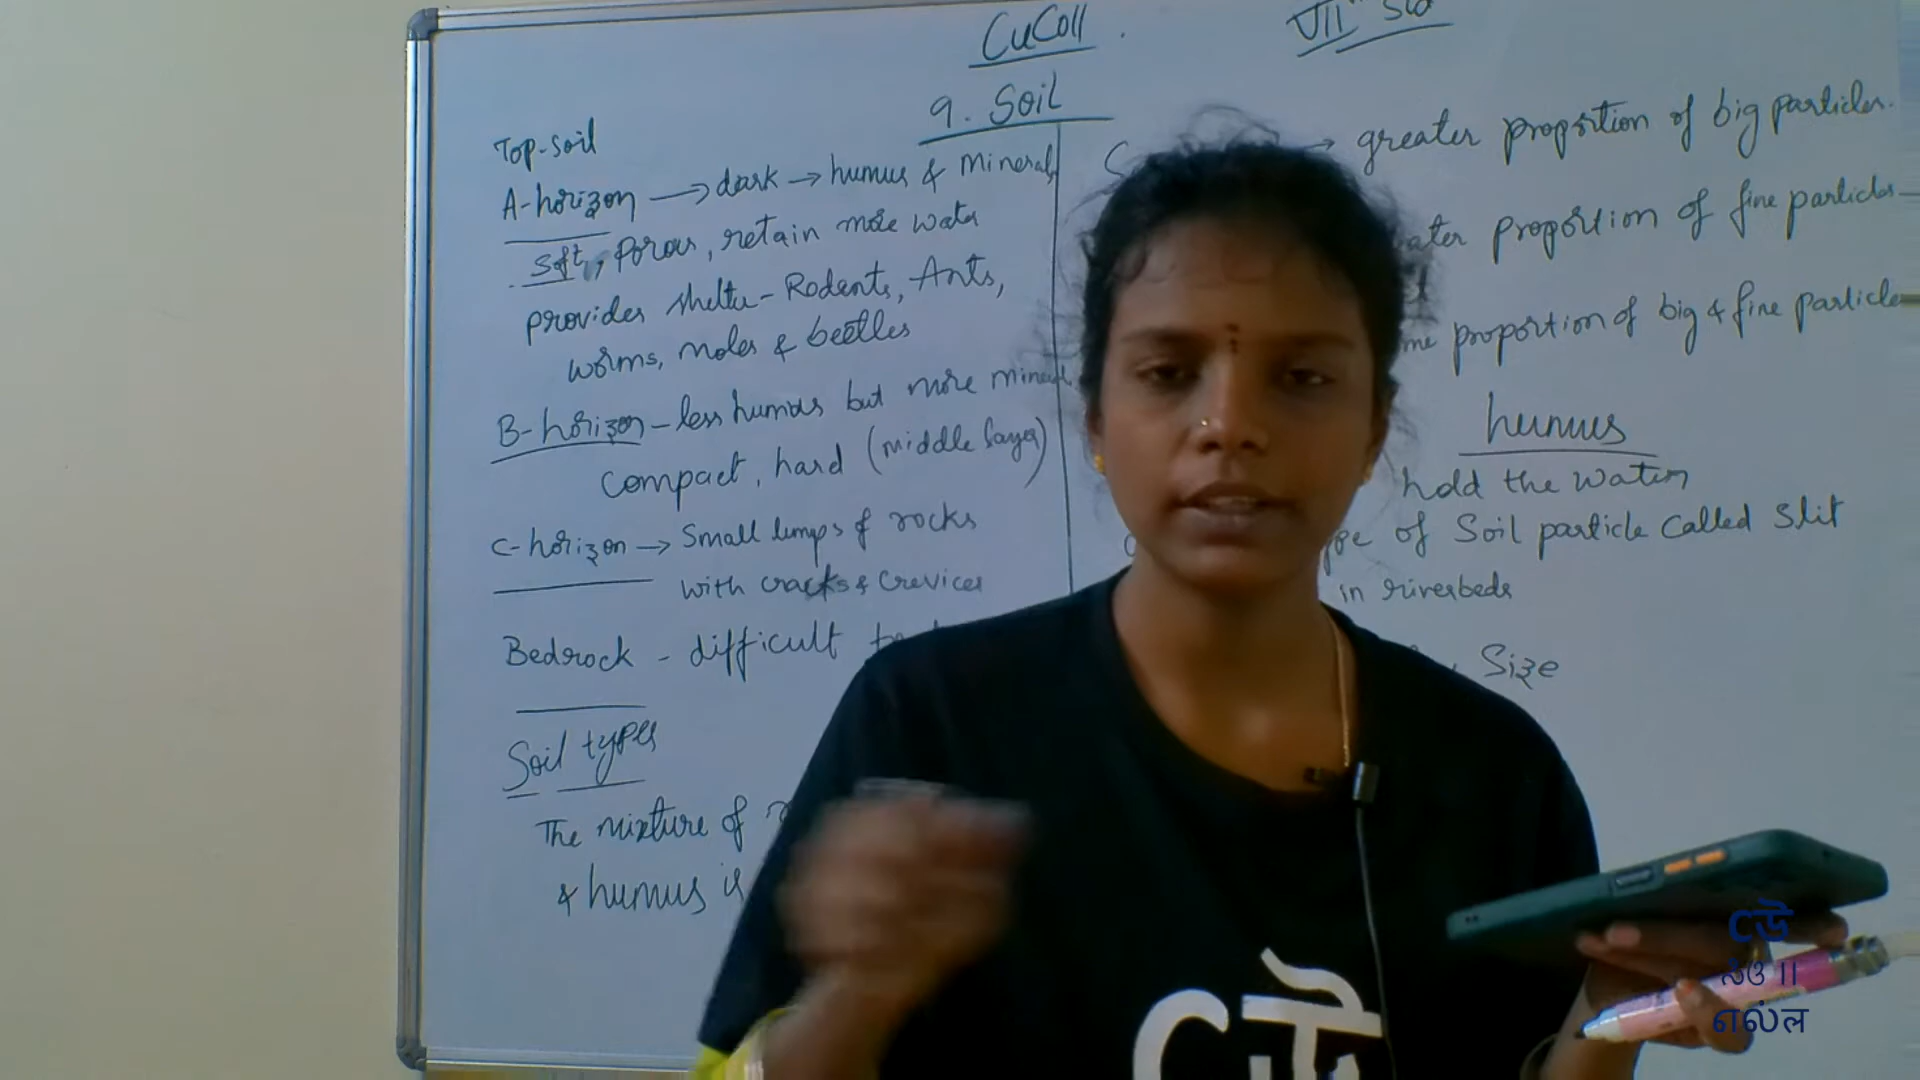 CuColl
VII
9. Soil
Top-soil
A-horizon → dark → humus & Mineral
Soft, Porous, retain more water
provides shelter - Rodents, Ants,
worms, moles & beetles
B-horizon - less humus but more
Compact, hard (middle layer)
C-horizon → Small lumps of rocks
with cracks & Crevices
Bedrock - difficult
Soil types
The mixture of
& humus is
→ greater proportion of big particles.
proportion of fine particles
proportion of big & fine particle
humus
hold the water
of Soil particle called Slit
in riverbeds
Size